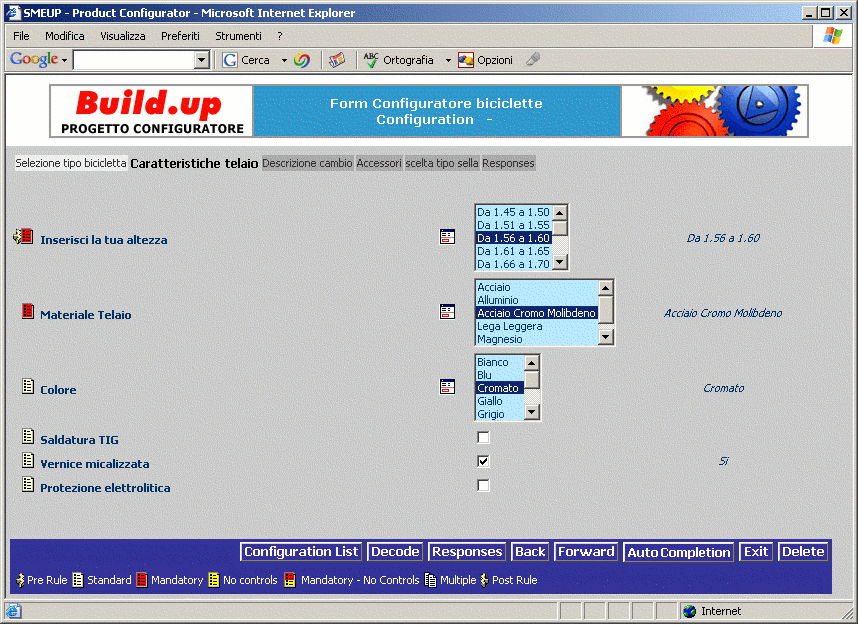 SMEUP - Product Configurator - Microsoft Internet Explorer
File Modifica Visualizza Preferiti Strumenti ?
Google G Cerca ABC Ortografia Opzioni
Build.up
PROGETTO CONFIGURATORE
Form Configuratore biciclette
Configuration -
Selezione tipo bicicletta Caratteristiche telaio Descrizione cambio Accessori scelta tipo sella Responses
Da 1.45 a 1.50
Da 1.51 a 1.55
Inserisci la tua altezza Da 1.56 a 1.60 Da 1.56 a 1.60
Da 1.61 a 1.65
Da 1.66 a 1.70
Acciaio
Alluminio
Materiale Telaio Acciaio Cromo Molibdeno Acciaio Cromo Molibdeno
Lega Leggera
Magnesio
Bianco
Blu
Colore Cromato Cromato
Giallo
Grigio
Saldatura TIG
Vernice micalizzata Si
Protezione elettrolitica
Configuration List Decode Responses Back Forward Auto Completion Exit Delete
Pre Rule Standard Mandatory No controls Mandatory - No Controls Multiple Post Rule
Internet